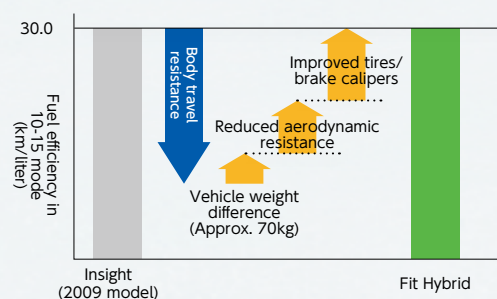 30.0
Fuel efficiency in
10-15 mode
(km/liter)
Body travel
resistance
Improved tires/
brake calipers
Reduced aerodynamic
resistance
Vehicle weight
difference
(Approx. 70kg)
Insight
(2009 model)
Fit Hybrid